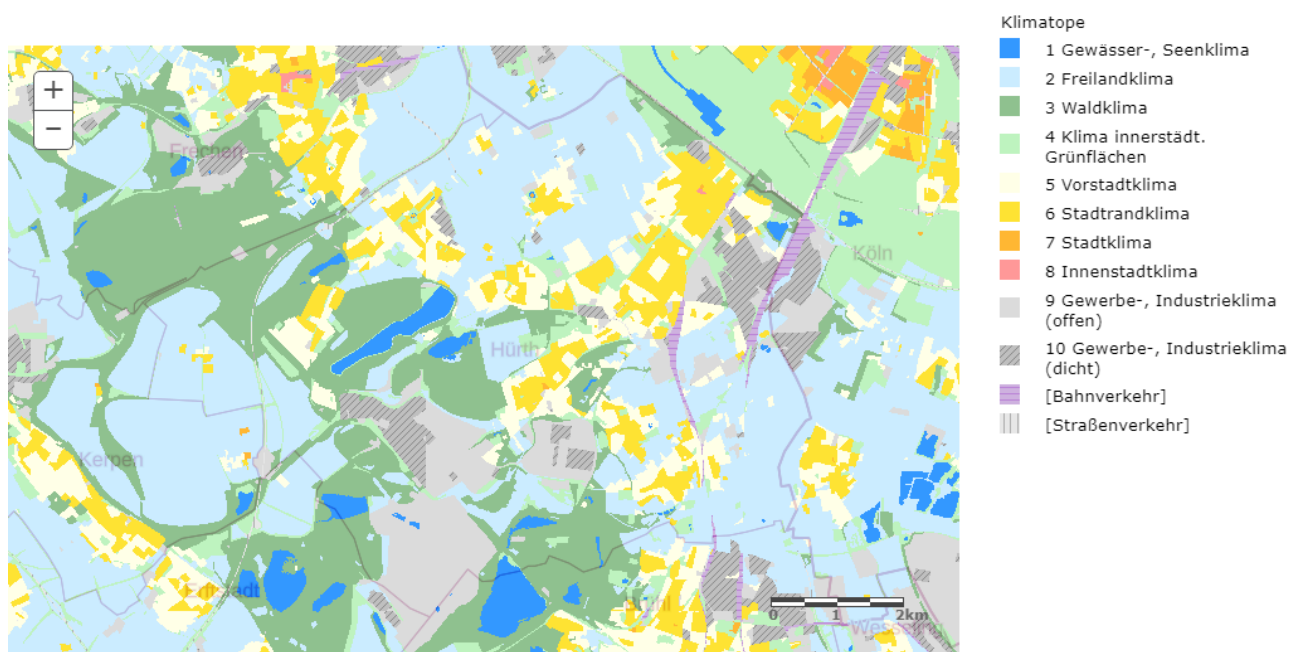 Klimatope
1 Gewässer-, Seenklima
2 Freilandklima
3 Waldklima
4 Klima innerstädt.
Grünflächen
5 Vorstadtklima
6 Stadtrandklima
7 Stadtklima
8 Innenstadtklima
9 Gewerbe-, Industrieklima
(offen)
10 Gewerbe-, Industrieklima
(dicht)
[Bahnverkehr]
[Straßenverkehr]
+
−
Frechen
Köln
Hürth
Kerpen
Erftstadt
Brühl
Wesseling
0 1 2km